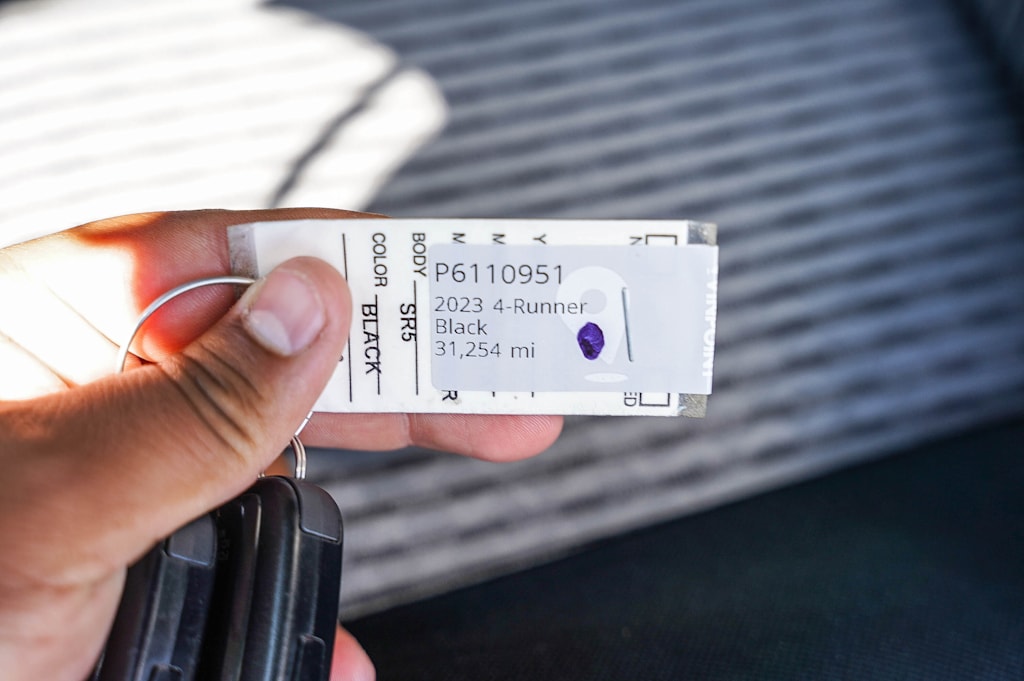 P6110951
2023 4-Runner
Black
31,254 mi
BODY SR5
COLOR BLACK